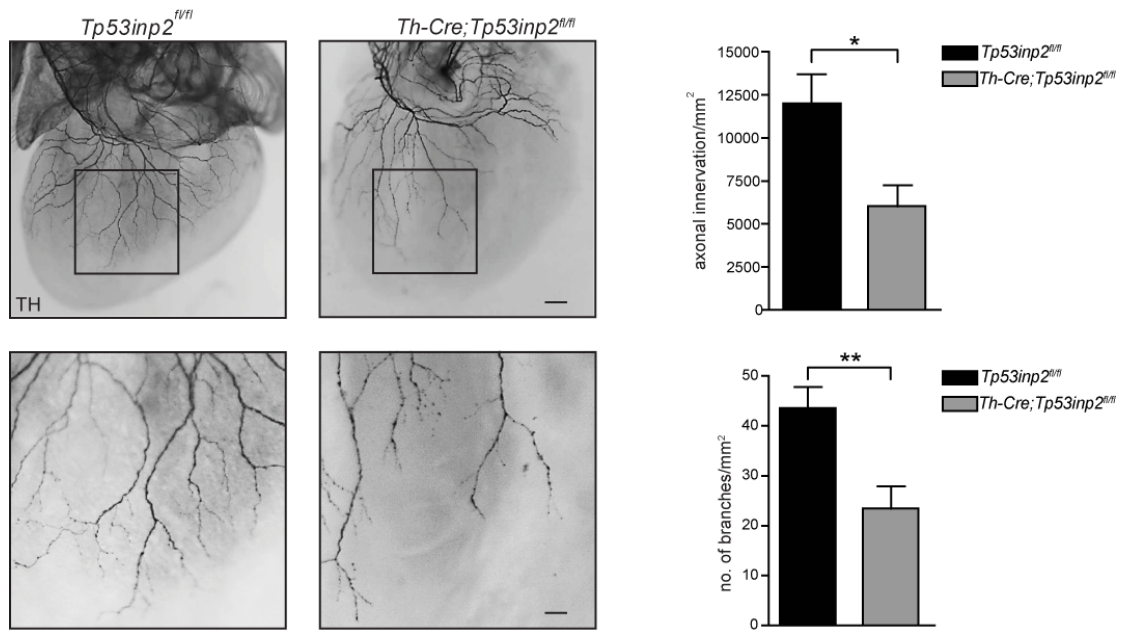 Tp53inp2fl/fl
Th-Cre;Tp53inp2fl/fl
TH
15000
12500
10000
7500
5000
2500
0
axonal innervation/mm2
*
Tp53inp2fl/fl
Th-Cre;Tp53inp2fl/fl
50
40
30
20
10
0
no. of branches/mm2
**
Tp53inp2fl/fl
Th-Cre;Tp53inp2fl/fl